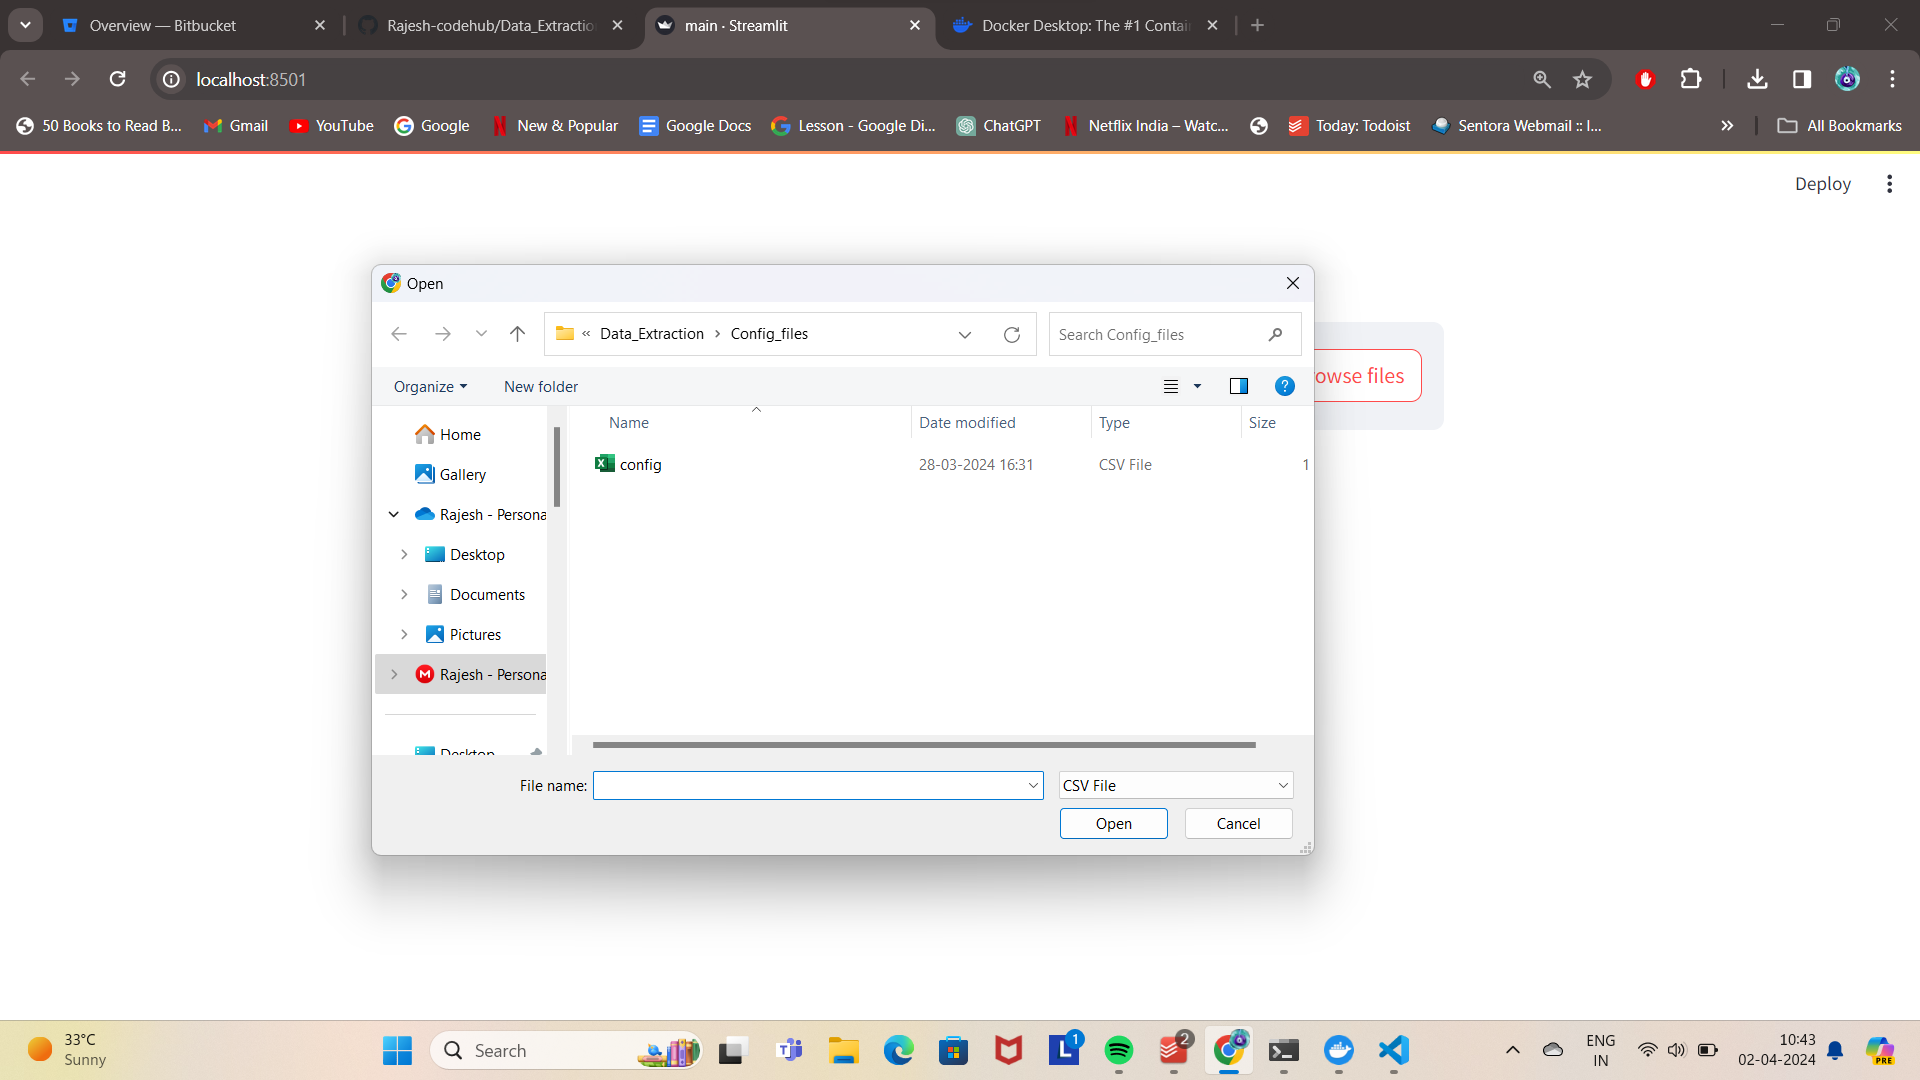 Overview — Bitbucket
Rajesh-codehub/Data_Extractio
main · Streamlit
Docker Desktop: The #1 Contai
localhost:8501
50 Books to Read B...
Gmail
YouTube
Google
New & Popular
Google Docs
Lesson - Google Di...
ChatGPT
Netflix India – Watc...
Today: Todoist
Sentora Webmail :: I...
All Bookmarks
Deploy
Open
Data_Extraction
Config_files
Search Config_files
owse files
Organize
New folder
Name
Date modified
Type
Size
Home
config
28-03-2024 16:31
CSV File
1
Gallery
Rajesh - Persona
Desktop
Documents
Pictures
Rajesh - Persona
Desktop
File name:
CSV File
Open
Cancel
33°C
Sunny
Search
1
2
ENG
IN
10:43
02-04-2024
PRE